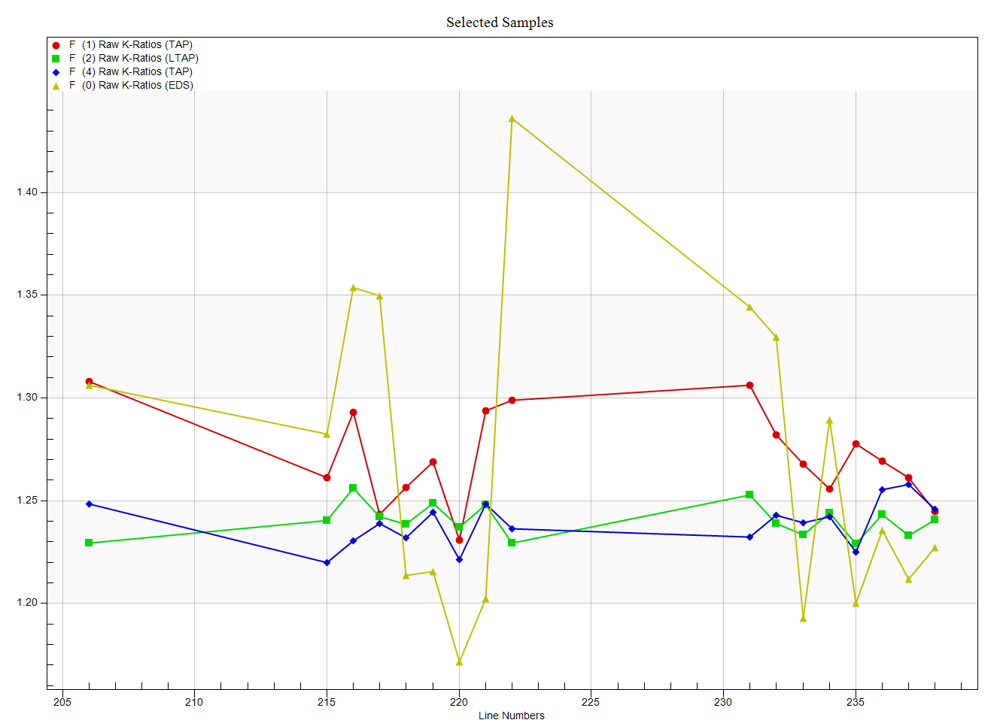 Selected Samples
F (1) Raw K-Ratios (TAP)
F (2) Raw K-Ratios (LTAP)
F (4) Raw K-Ratios (TAP)
F (0) Raw K-Ratios (EDS)
1.40
1.35
1.30
1.25
1.20
205 210 215 220 225 230 235
Line Numbers